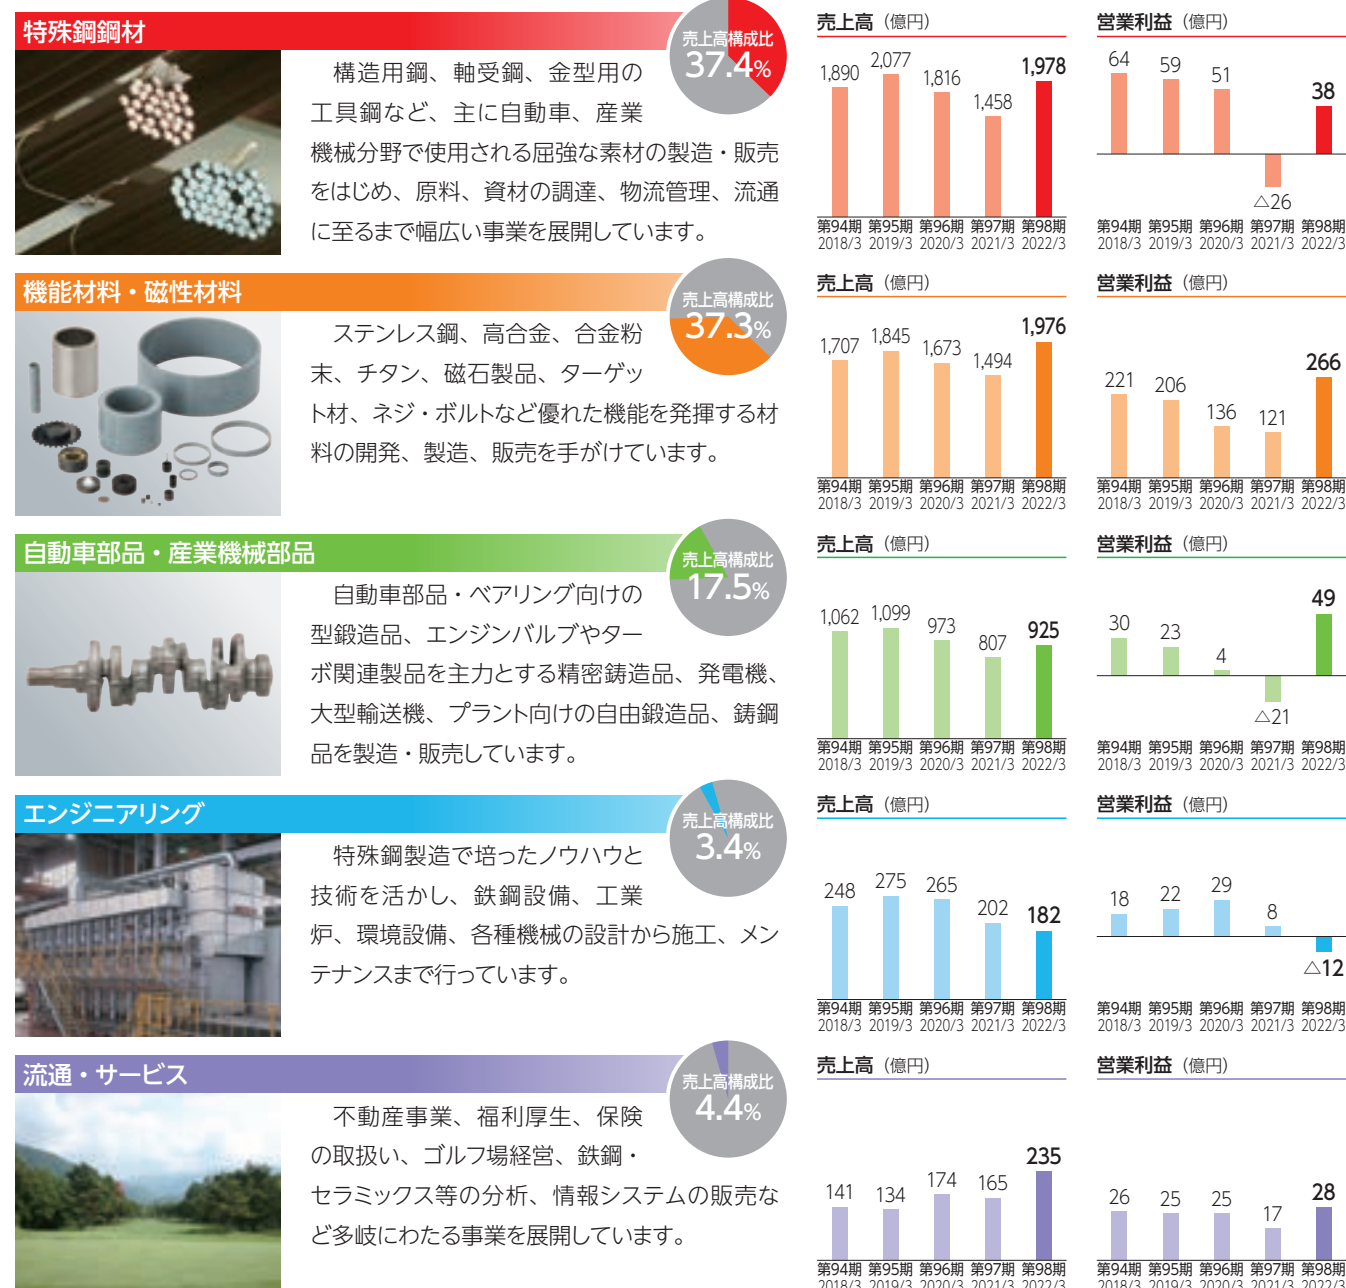 特殊鋼鋼材
売上高構成比
37.4%
構造用鋼、軸受鋼、金型用の
工具鋼など、主に自動車、産業
機械分野で使用される屈強な素材の製造・販売
をはじめ、原料、資材の調達、物流管理、流通
に至るまで幅広い事業を展開しています。
売上高（億円）
1,890 2,077 1,816 1,458 1,978
第94期 第95期 第96期 第97期 第98期
2018/3 2019/3 2020/3 2021/3 2022/3
営業利益（億円）
64 59 51 △26 38
第94期 第95期 第96期 第97期 第98期
2018/3 2019/3 2020/3 2021/3 2022/3
機能材料・磁性材料
売上高構成比
37.3%
ステンレス鋼、高合金、合金粉
末、チタン、磁石製品、ターゲッ
ト材、ネジ・ボルトなど優れた機能を発揮する材
料の開発、製造、販売を手がけています。
売上高（億円）
1,707 1,845 1,673 1,494 1,976
第94期 第95期 第96期 第97期 第98期
2018/3 2019/3 2020/3 2021/3 2022/3
営業利益（億円）
221 206 136 121 266
第94期 第95期 第96期 第97期 第98期
2018/3 2019/3 2020/3 2021/3 2022/3
自動車部品・産業機械部品
売上高構成比
17.5%
自動車部品・ベアリング向けの
型鍛造品、エンジンバルブやター
ボ関連製品を主力とする精密鋳造品、発電機、
大型輸送機、プラント向けの自由鍛造品、鋳鋼
品を製造・販売しています。
売上高（億円）
1,062 1,099 973 807 925
第94期 第95期 第96期 第97期 第98期
2018/3 2019/3 2020/3 2021/3 2022/3
営業利益（億円）
30 23 4 △21 49
第94期 第95期 第96期 第97期 第98期
2018/3 2019/3 2020/3 2021/3 2022/3
エンジニアリング
売上高構成比
3.4%
特殊鋼製造で培ったノウハウと
技術を活かし、鉄鋼設備、工業
炉、環境設備、各種機械の設計から施工、メン
テナンスまで行っています。
売上高（億円）
248 275 265 202 182
第94期 第95期 第96期 第97期 第98期
2018/3 2019/3 2020/3 2021/3 2022/3
営業利益（億円）
18 22 29 8 △12
第94期 第95期 第96期 第97期 第98期
2018/3 2019/3 2020/3 2021/3 2022/3
流通・サービス
売上高構成比
4.4%
不動産事業、福利厚生、保険
の取扱い、ゴルフ場経営、鉄鋼・
セラミックス等の分析、情報システムの販売な
ど多岐にわたる事業を展開しています。
売上高（億円）
141 134 174 165 235
第94期 第95期 第96期 第97期 第98期
2018/3 2019/3 2020/3 2021/3 2022/3
営業利益（億円）
26 25 25 17 28
第94期 第95期 第96期 第97期 第98期
2018/3 2019/3 2020/3 2021/3 2022/3